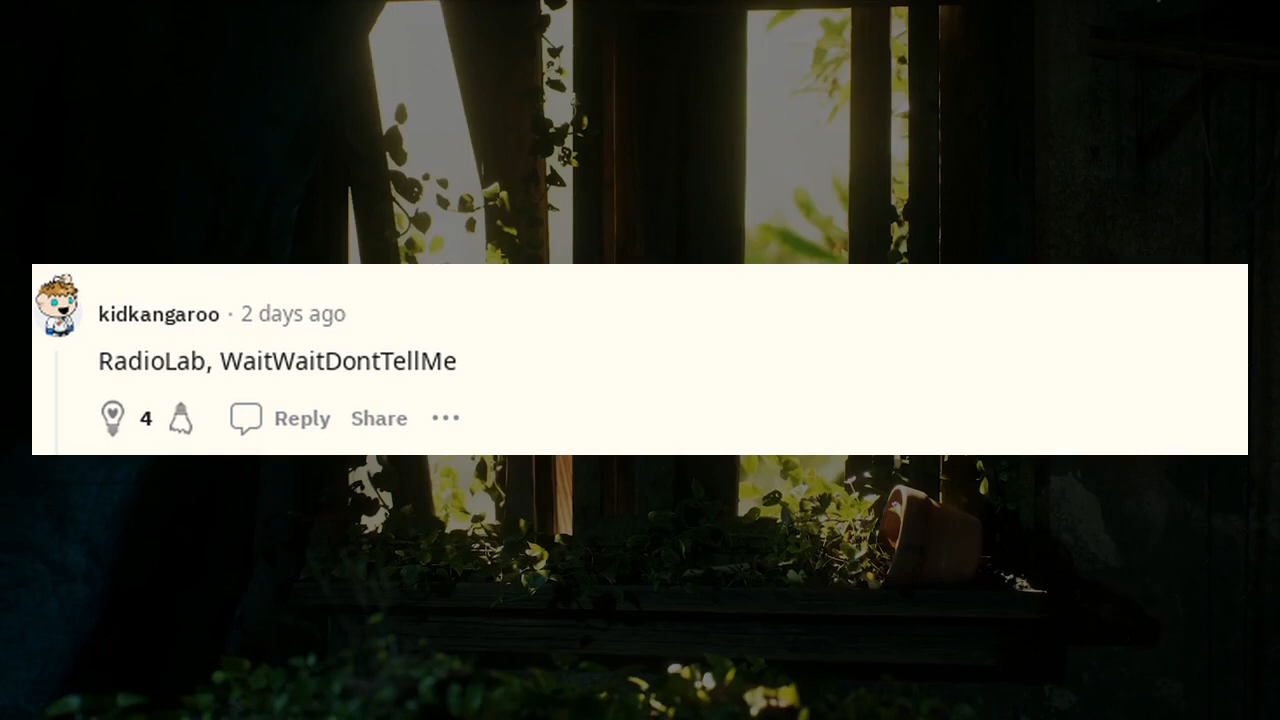 kidkangaroo · 2 days ago
RadioLab, WaitWaitDontTellMe
4 Reply Share ···